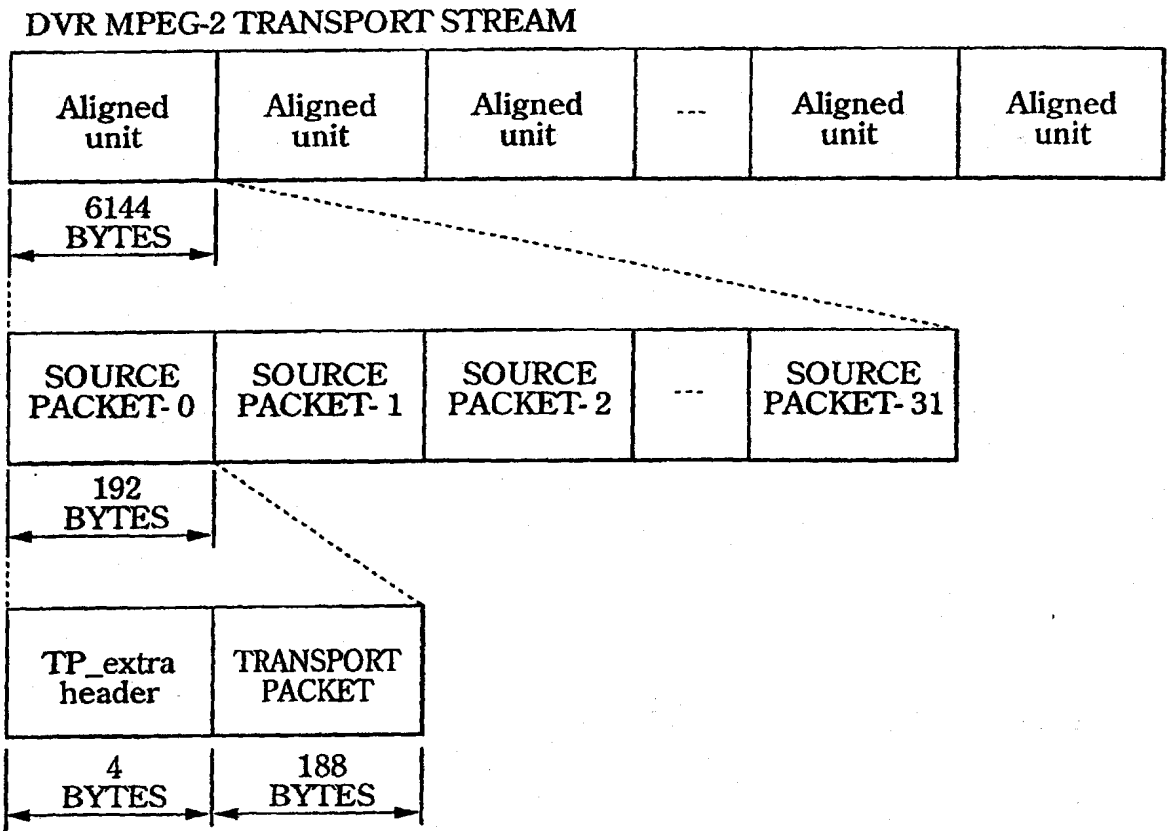 DVR MPEG-2 TRANSPORT STREAM
Aligned
unit
Aligned
unit
Aligned
unit
---
Aligned
unit
Aligned
unit
6144
BYTES
SOURCE
PACKET- 0
SOURCE
PACKET- 1
SOURCE
PACKET- 2
---
SOURCE
PACKET- 31
192
BYTES
TP_extra
header
TRANSPORT
PACKET
4
BYTES
188
BYTES